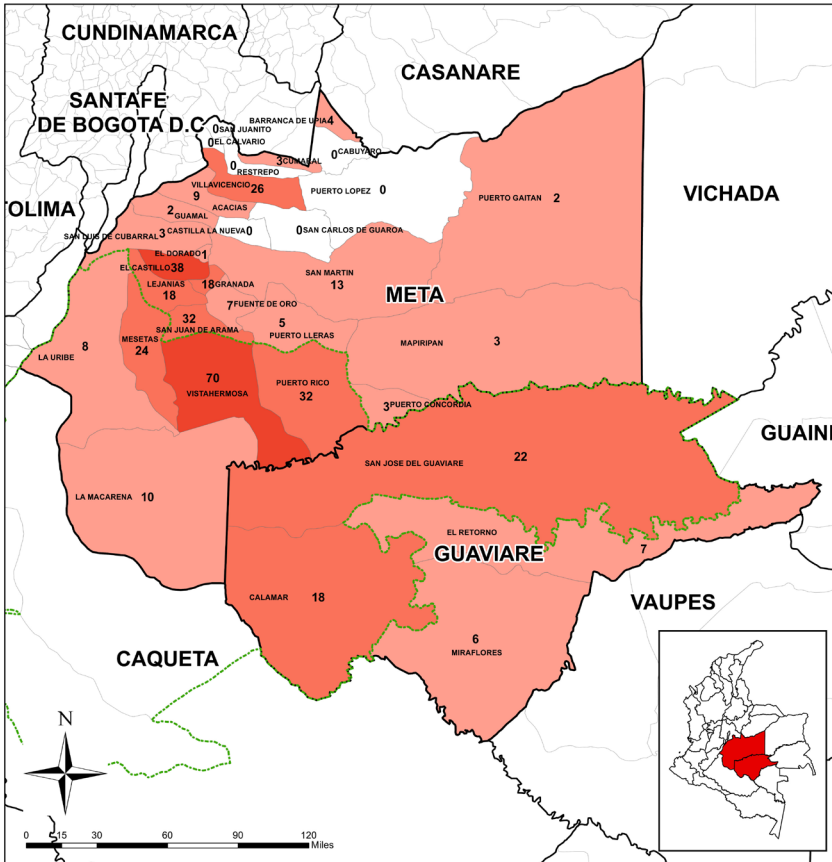 CUNDINAMARCA
CASANARE
SANTAFE
DE BOGOTA D.C
BARRANCA DE UPIA 4
0 SAN JUANITO
0 EL CALVARIO
0 CABUYARO
3 CUMARAL
0
RESTREPO
VILLAVICENCIO 26
PUERTO LOPEZ 0
PUERTO GAITAN 2
VICHADA
9
ACACIAS
TOLIMA
2
GUAMAL
SAN LUIS DE CUBARRAL 3
CASTILLA LA NUEVA 0
0 SAN CARLOS DE GUAROA
EL DORADO 1
EL CASTILLO 38
SAN MARTIN
13
LEJANIAS
18
18 GRANADA
META
7 FUENTE DE ORO
32
SAN JUAN DE ARAMA
5
PUERTO LLERAS
MESETAS
24
8
LA URIBE
MAPIRIPAN 3
70
VISTAHERMOSA
PUERTO RICO
32
3 PUERTO CONCORDIA
GUAINI
SAN JOSE DEL GUAVIARE 22
LA MACARENA 10
EL RETORNO
7
GUAVIARE
CALAMAR 18
VAUPES
6
MIRAFLORES
CAQUETA
N
0 15 30 60 90 120
Miles